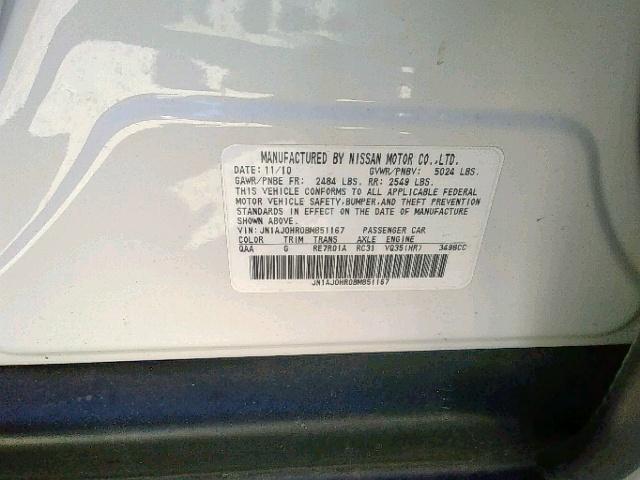 MANUFACTURED BY NISSAN MOTOR CO.,LTD.
DATE: 11/10 GVWR/PNBV: 5024 LBS.
GAWR/PNBE FR: 2484 LBS. RR: 2549 LBS.
THIS VEHICLE CONFORMS TO ALL APPLICABLE FEDERAL
MOTOR VEHICLE SAFETY,BUMPER,AND THEFT PREVENTION
STANDARDS IN EFFECT ON THE DATE OF MANUFACTURE
SHOWN ABOVE.
VIN: JN1AJ0HR0BM851167 PASSENGER CAR
COLOR TRIM TRANS AXLE ENGINE
QAA G RE7R01A RC31 VQ35(HR) 3498CC
JN1AJ0HR0BM851167